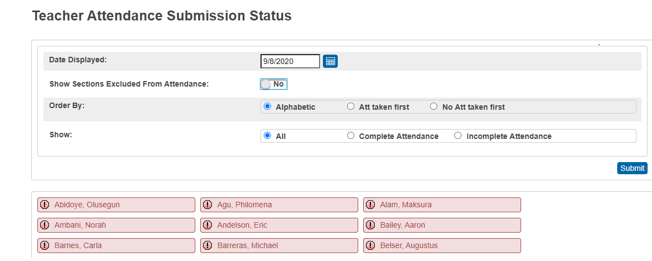 Teacher Attendance Submission Status
Date Displayed: 9/8/2020
Show Sections Excluded From Attendance: No
Order By: Alphabetic Att taken first No Att taken first
Show: All Complete Attendance Incomplete Attendance
Submit
Abidoye, Olusegun Agu, Philomena Alam, Maksura
Ambani, Norah Andelson, Eric Bailey, Aaron
Barnes, Carla Barreras, Michael Belser, Augustus